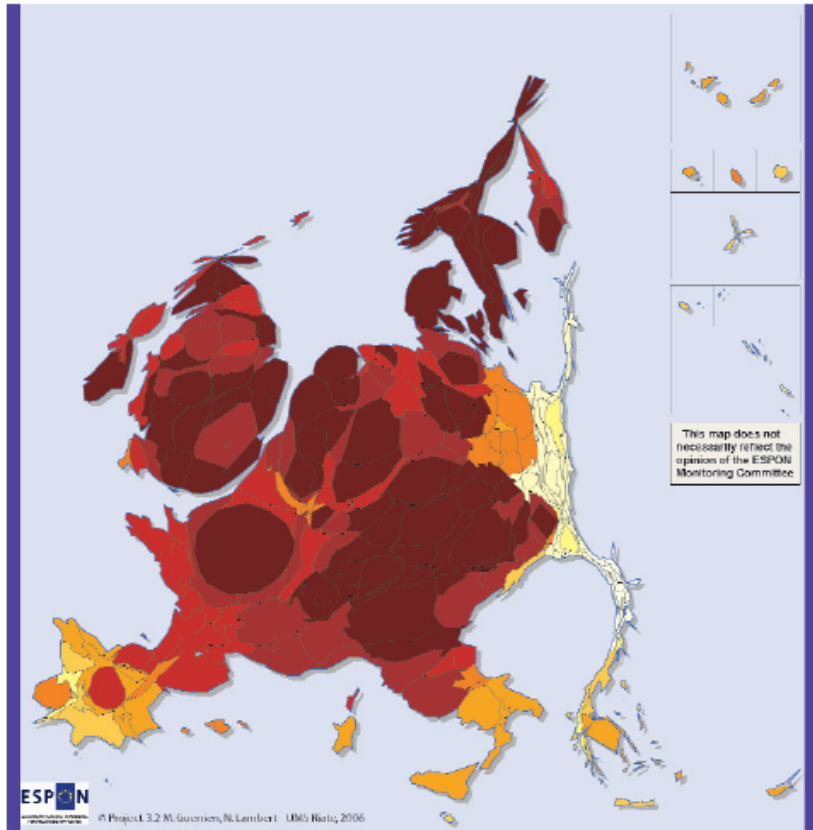 This map does not
necessarily reflect the
opinion of the ESPON
Monitoring Committee
ESPON
© Project 3.2 M. Guerrien, N. Lambert UMS Riate, 2006